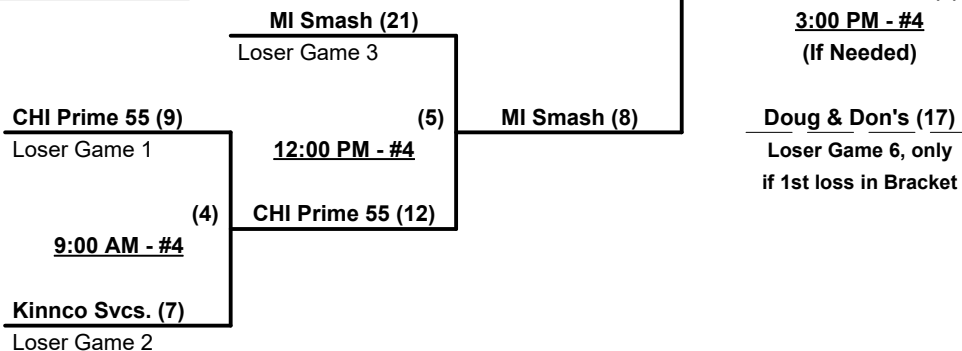 MI Smash (21)
Loser Game 3
3:00 PM - #4
(If Needed)
CHI Prime 55 (9)
Loser Game 1
(5)
12:00 PM - #4
MI Smash (8)
Doug & Don's (17)
Loser Game 6, only
if 1st loss in Bracket
(4)
9:00 AM - #4
CHI Prime 55 (12)
Kinnco Svcs. (7)
Loser Game 2